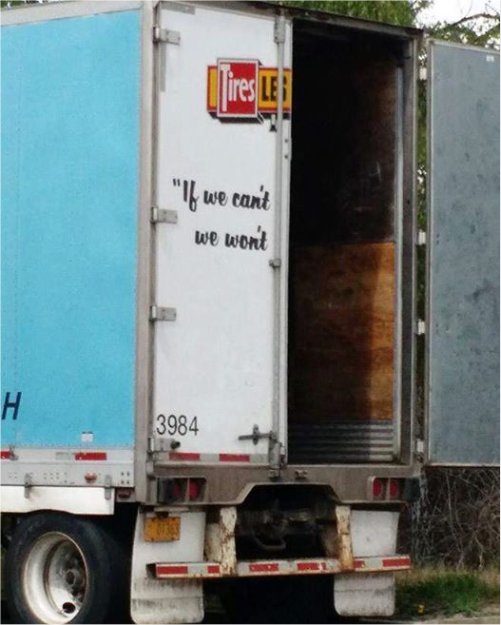 Tires LES
"If we can't
we won't
H
3984